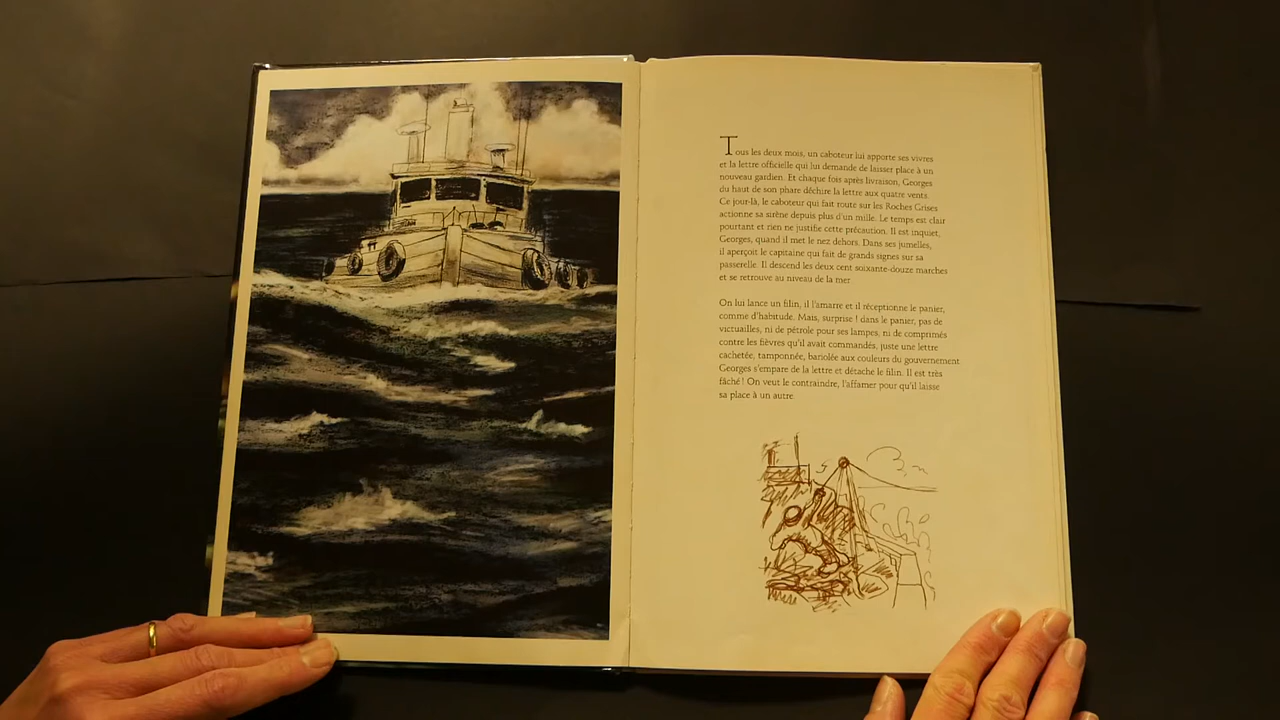 Tous les deux mois, un caboteur lui apporte ses vivres
et la lettre officielle qui lui demande de laisser place à un
nouveau gardien. Et chaque fois après livraison, Georges
du haut de son phare déchire la lettre aux quatre vents.
Ce jour-là, le caboteur qui fait route sur les Roches Grises
actionne sa sirène depuis plus d'un mille. Le temps est clair
pourtant et rien ne justifie cette précaution. Il est inquiet,
Georges, quand il met le nez dehors. Dans ses jumelles,
il aperçoit le capitaine qui fait de grands signes sur sa
passerelle. Il descend les deux cent soixante-douze marches
et se retrouve au niveau de la mer.
On lui lance un filin, il l'amarre et il réceptionne le panier,
comme d'habitude. Mais, surprise ! dans le panier, pas de
victuailles, ni de pétrole pour ses lampes, ni de comprimés
contre les fièvres qu'il avait commandés, juste une lettre
cachetée, tamponnée, bariolée aux couleurs du gouvernement.
Georges s'empare de la lettre et détache le filin. Il est très
fâché ! On veut le contraindre, l'affamer pour qu'il laisse
sa place à un autre.